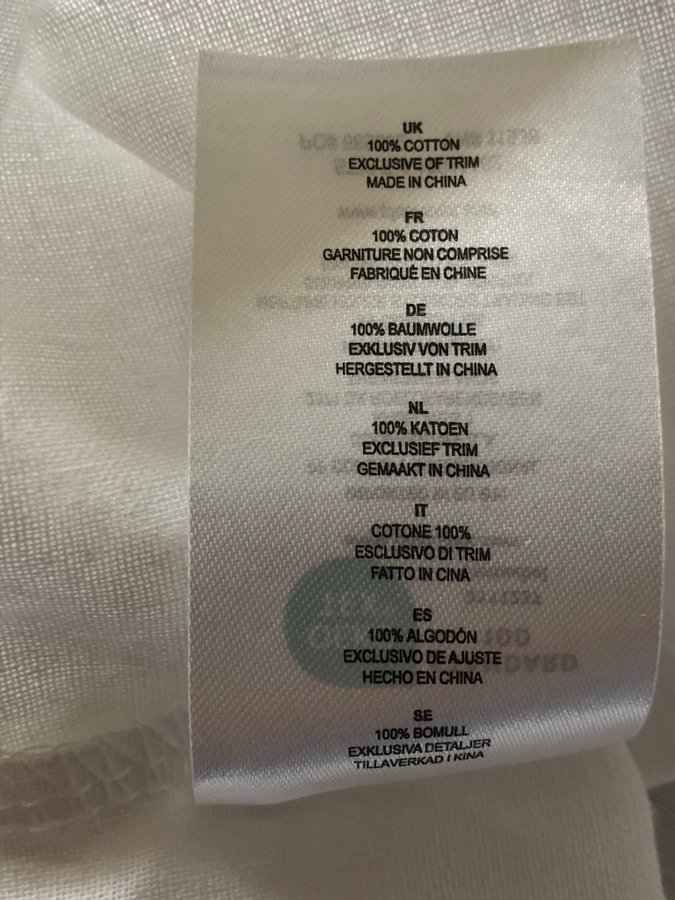 UK
100% COTTON
EXCLUSIVE OF TRIM
MADE IN CHINA
FR
100% COTON
GARNITURE NON COMPRISE
FABRIQUÉ EN CHINE
DE
100% BAUMWOLLE
EXKLUSIV VON TRIM
HERGESTELLT IN CHINA
NL
100% KATOEN
EXCLUSIEF TRIM
GEMAAKT IN CHINA
IT
COTONE 100%
ESCLUSIVO DI TRIM
FATTO IN CINA
ES
100% ALGODÓN
EXCLUSIVO DE AJUSTE
HECHO EN CHINA
SE
100% BOMULL
EXKLUSIVA DETALJER
TILLAVERKAD I KINA